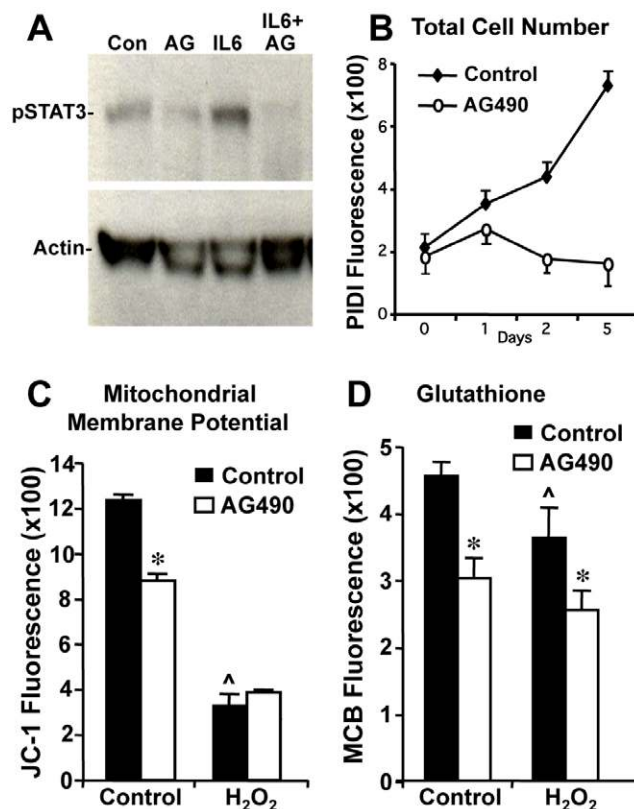 A
Con AG IL6 IL6+
AG
pSTAT3-
Actin-
B Total Cell Number
Control
AG490
PIDI Fluorescence (x100)
8
6
4
2
0
0 1 2 5
Days
C Mitochondrial
Membrane Potential
Control
AG490
JC-1 Fluorescence (x100)
14
12
10
8
6
4
2
0
*
^
Control H₂O₂
D Glutathione
Control
AG490
MCB Fluorescence (x100)
5
4
3
2
1
0
*
^
*
Control H₂O₂